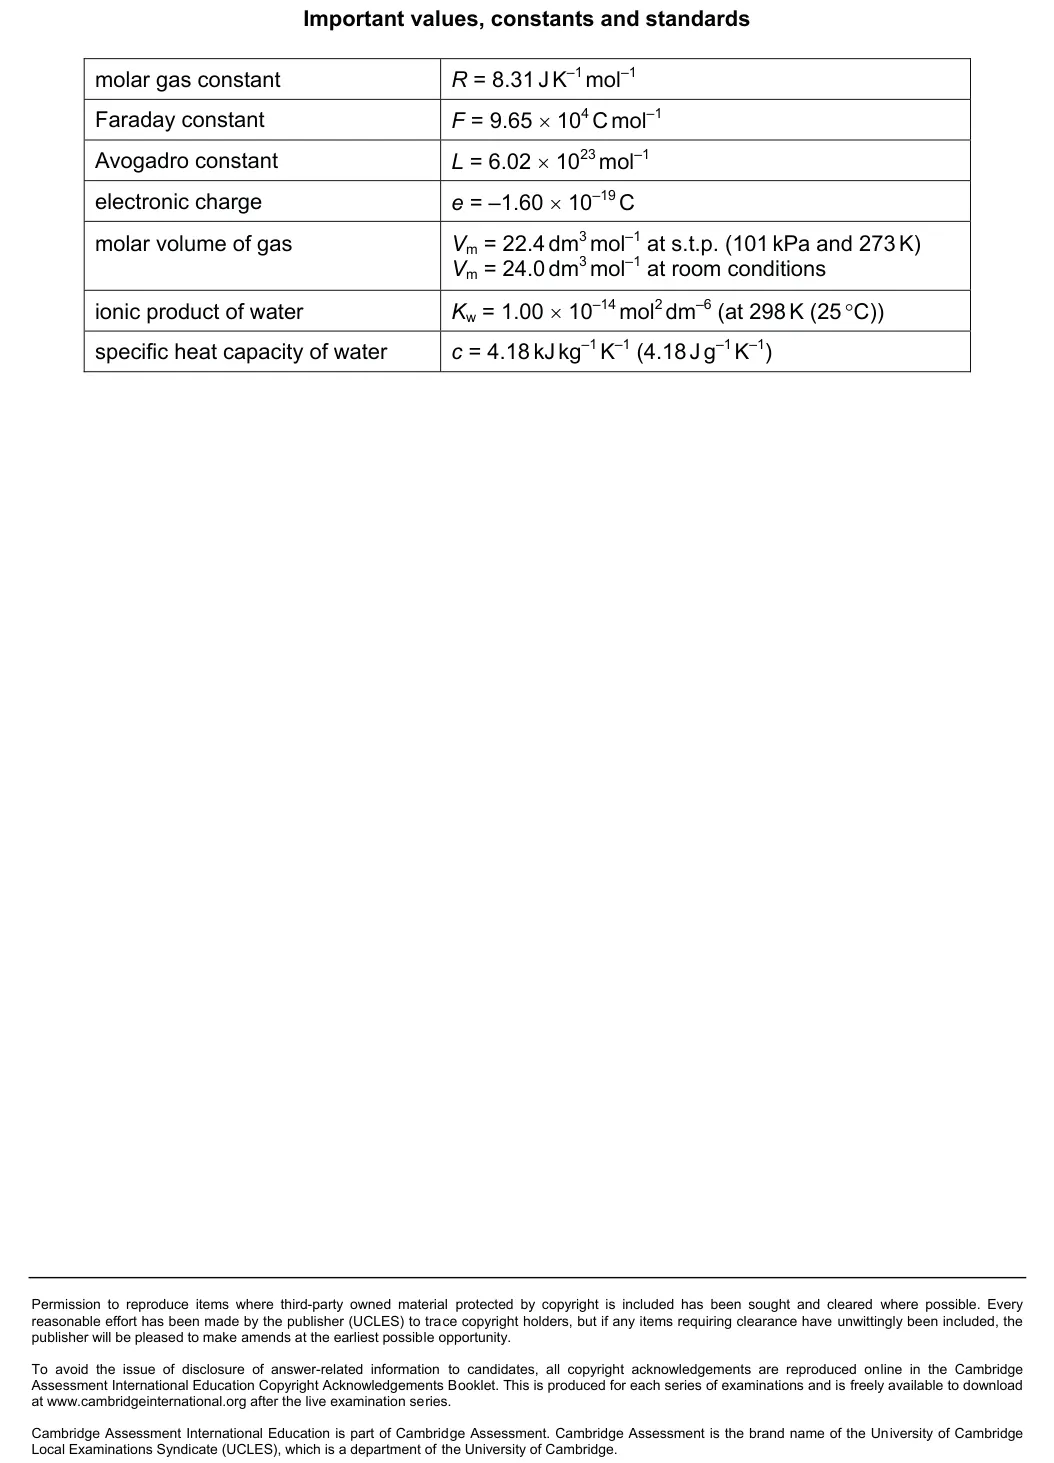 Important values, constants and standards
molar gas constant R = 8.31 J K⁻¹ mol⁻¹
Faraday constant F = 9.65 × 10⁴ C mol⁻¹
Avogadro constant L = 6.02 × 10²³ mol⁻¹
electronic charge e = –1.60 × 10⁻¹⁹ C
molar volume of gas Vₘ = 22.4 dm³ mol⁻¹ at s.t.p. (101 kPa and 273 K)
Vₘ = 24.0 dm³ mol⁻¹ at room conditions
ionic product of water K_w = 1.00 × 10⁻¹⁴ mol² dm⁻⁶ (at 298 K (25 °C))
specific heat capacity of water c = 4.18 kJ kg⁻¹ K⁻¹ (4.18 J g⁻¹ K⁻¹)
Permission to reproduce items where third-party owned material protected by copyright is included has been sought and cleared where possible. Every
reasonable effort has been made by the publisher (UCLES) to trace copyright holders, but if any items requiring clearance have unwittingly been included, the
publisher will be pleased to make amends at the earliest possible opportunity.
To avoid the issue of disclosure of answer-related information to candidates, all copyright acknowledgements are reproduced online in the Cambridge
Assessment International Education Copyright Acknowledgements Booklet. This is produced for each series of examinations and is freely available to download
at www.cambridgeinternational.org after the live examination series.
Cambridge Assessment International Education is part of Cambridge Assessment. Cambridge Assessment is the brand name of the University of Cambridge
Local Examinations Syndicate (UCLES), which is a department of the University of Cambridge.